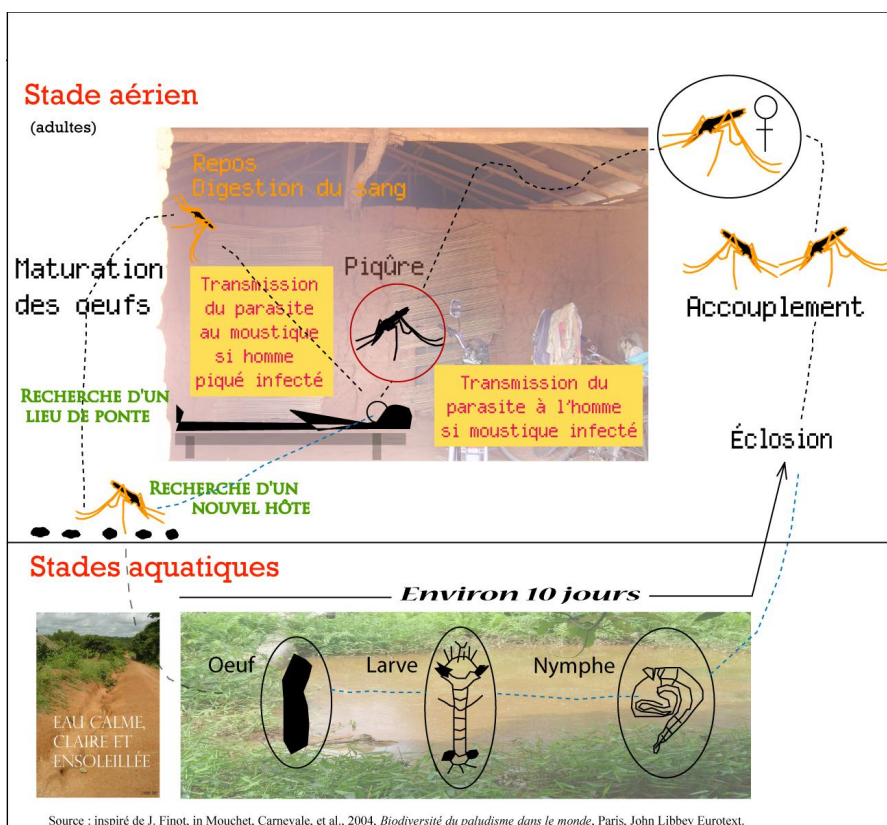 Stade aérien
(adultes)
Repos
Digestion du sang
Maturation
des oeufs
Piqûre
Transmission
du parasite
au moustique
si homme
piqué infecté
Transmission du
parasite à l'homme
si moustique infecté
Accouplement
RECHERCHE D'UN
LIEU DE PONTE
Éclosion
RECHERCHE D'UN
NOUVEL HÔTE
Stades aquatiques
Environ 10 jours
Oeuf
Larve
Nymphe
EAU CALME,
CLAIRE ET
ENSOLEILLÉE
Source : inspiré de J. Finot, in Mouchet, Carnevale, et al., 2004, Biodiversité du paludisme dans le monde, Paris, John Libbey Eurotext.